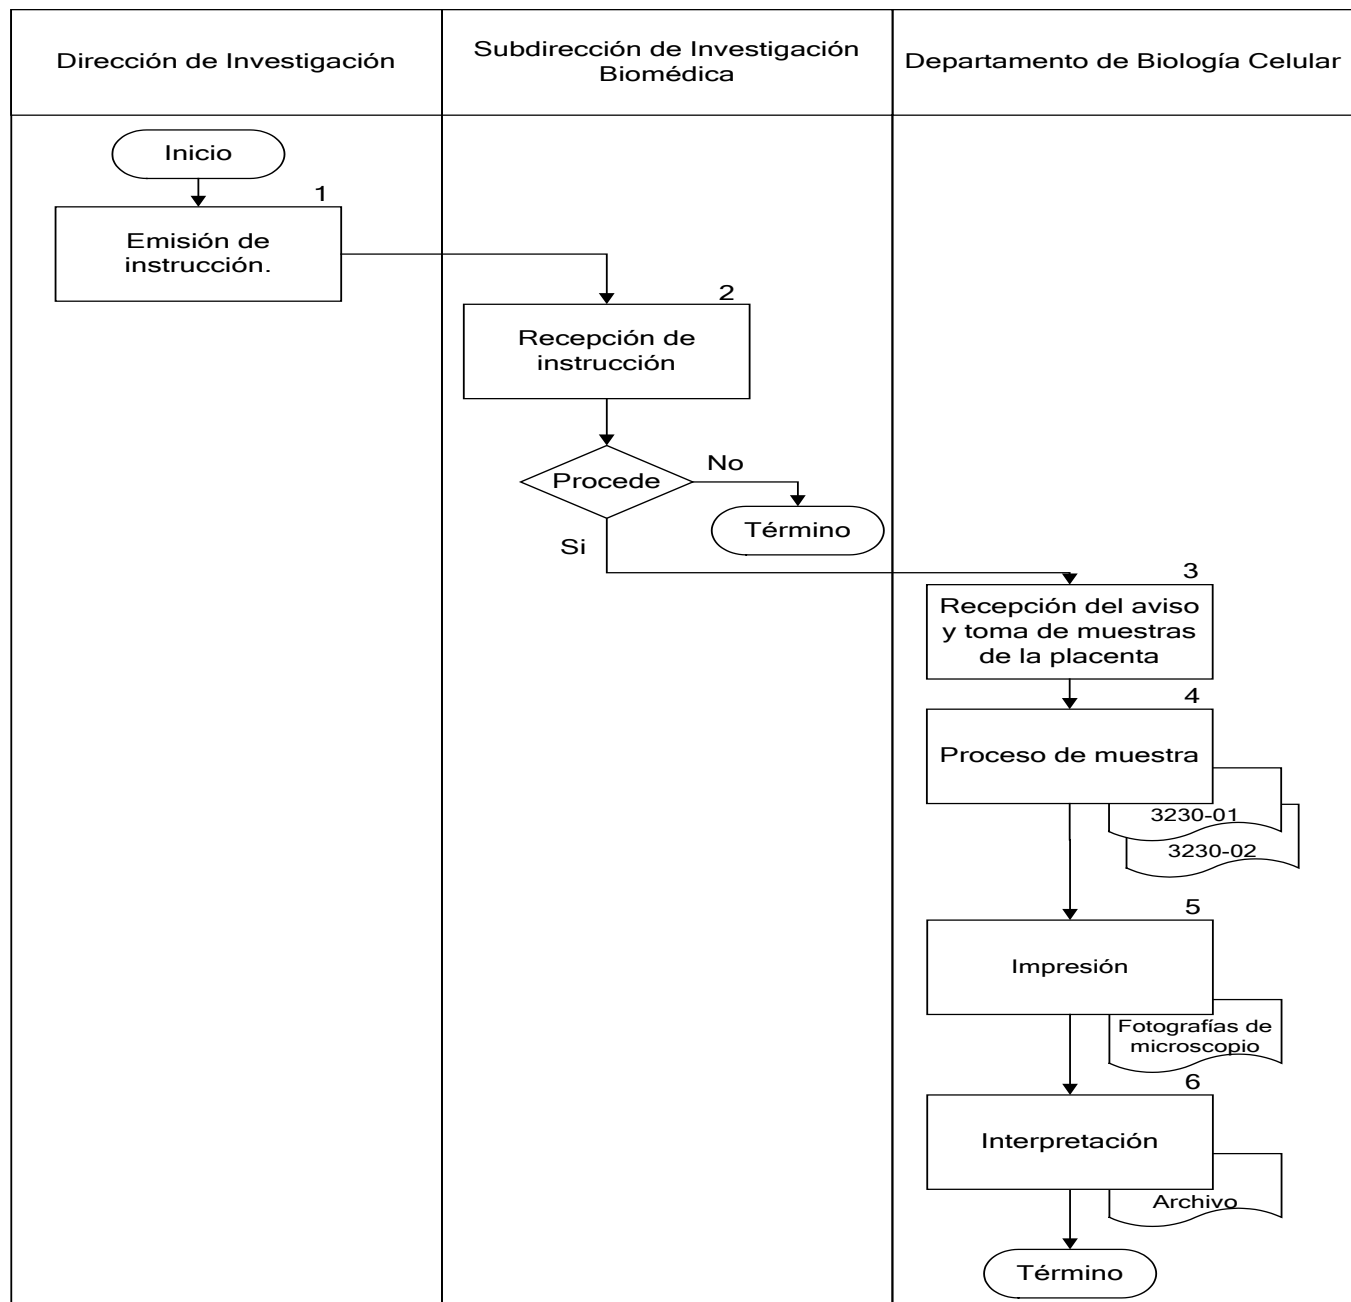 Dirección de Investigación
Subdirección de Investigación
Biomédica
Departamento de Biología Celular
Inicio
1
Emisión de
instrucción.
2
Recepción de
instrucción
Procede
No
Término
Si
3
Recepción del aviso
y toma de muestras
de la placenta
4
Proceso de muestra
3230-01
3230-02
5
Impresión
Fotografías de
microscopio
6
Interpretación
Archivo
Término